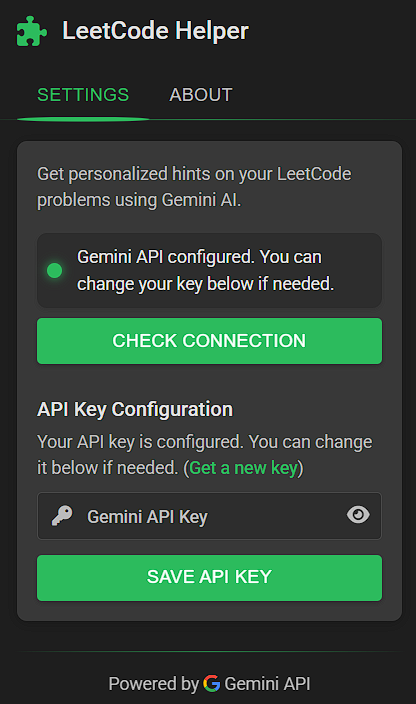 LeetCode Helper
SETTINGS ABOUT
Get personalized hints on your LeetCode
problems using Gemini AI.
Gemini API configured. You can
change your key below if needed.
CHECK CONNECTION
API Key Configuration
Your API key is configured. You can change
it below if needed. (Get a new key)
Gemini API Key
SAVE API KEY
Powered by G Gemini API